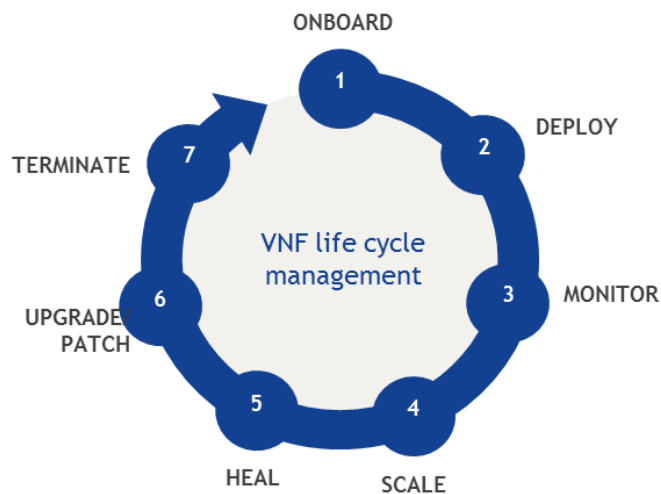 ONBOARD
1
DEPLOY
2
MONITOR
3
SCALE
4
HEAL
5
UPGRADE/
PATCH
6
TERMINATE
7
VNF life cycle
management